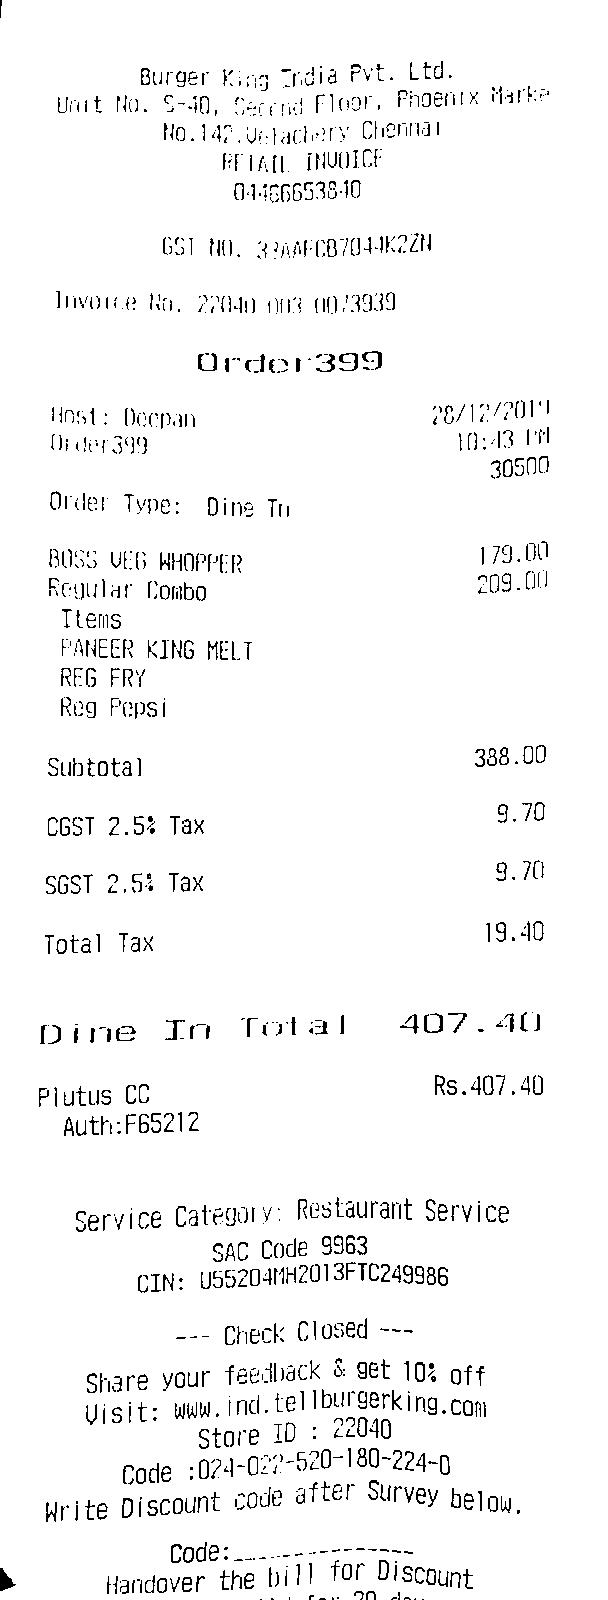 Burger King India Pvt. Ltd.
Unit No. S-40, Second Floor, Phoenix Marke
No.142,Velachery Chennai
RETAIL INVOICE
04466653840
GST NO. 33AAFCB7044K2ZN
Invoice No. 22040 003 0073939
Order399
Host: Deepan 28/12/2019
Order399 10:43 PM
30500
Order Type: Dine In
BOSS VEG WHOPPER 179.00
Regular Combo 209.00
Items
PANEER KING MELT
REG FRY
Reg Pepsi
Subtotal 388.00
CGST 2.5% Tax 9.70
SGST 2.5% Tax 9.70
Total Tax 19.40
Dine In Total 407.40
Plutus CC Rs.407.40
Auth:F65212
Service Category: Restaurant Service
SAC Code 9963
CIN: U55204MH2013FTC249986
--- Check Closed ---
Share your feedback & get 10% off
Visit: www.ind.tellburgerking.com
Store ID : 22040
Code :024-022-520-180-224-0
Write Discount code after Survey below.
Code:________________
Handover the bill for Discount
for 30